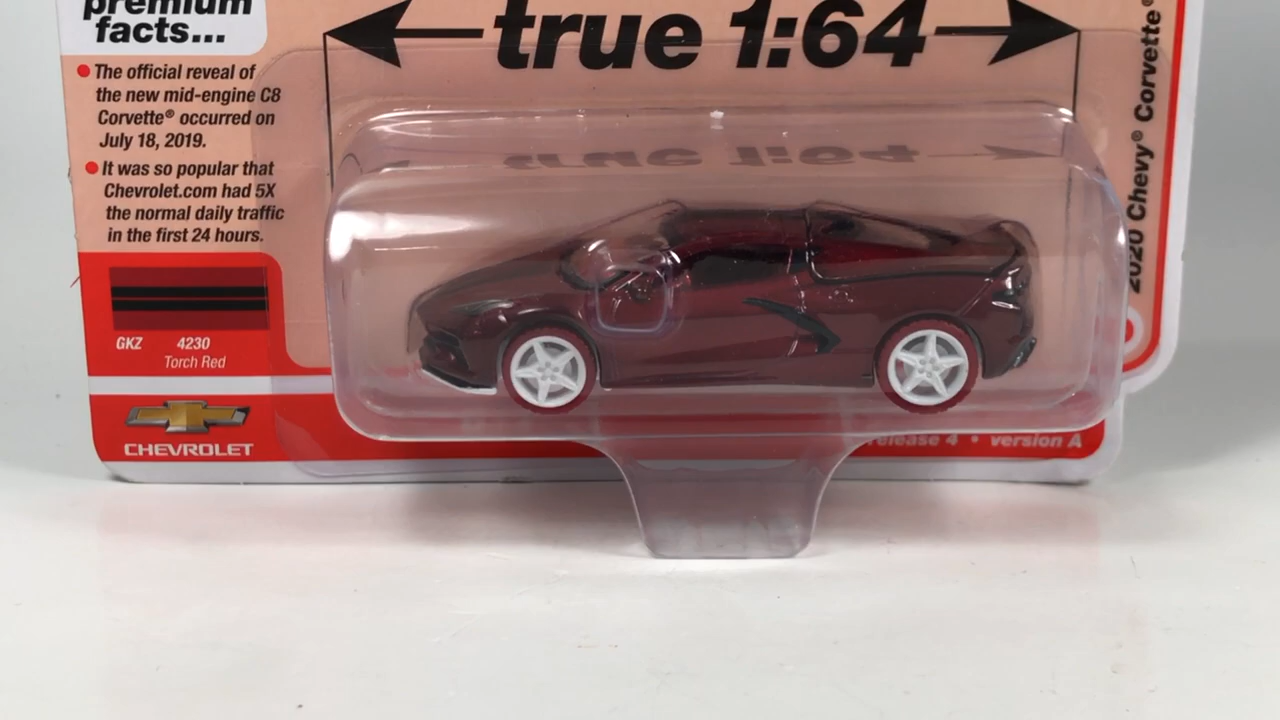 premium
facts...
true 1:64
The official reveal of
the new mid-engine C8
Corvette® occurred on
July 18, 2019.
It was so popular that
Chevrolet.com had 5X
the normal daily traffic
in the first 24 hours.
GKZ 4230
Torch Red
CHEVROLET
2020 Chevy® Corvette®
release 4 • version A